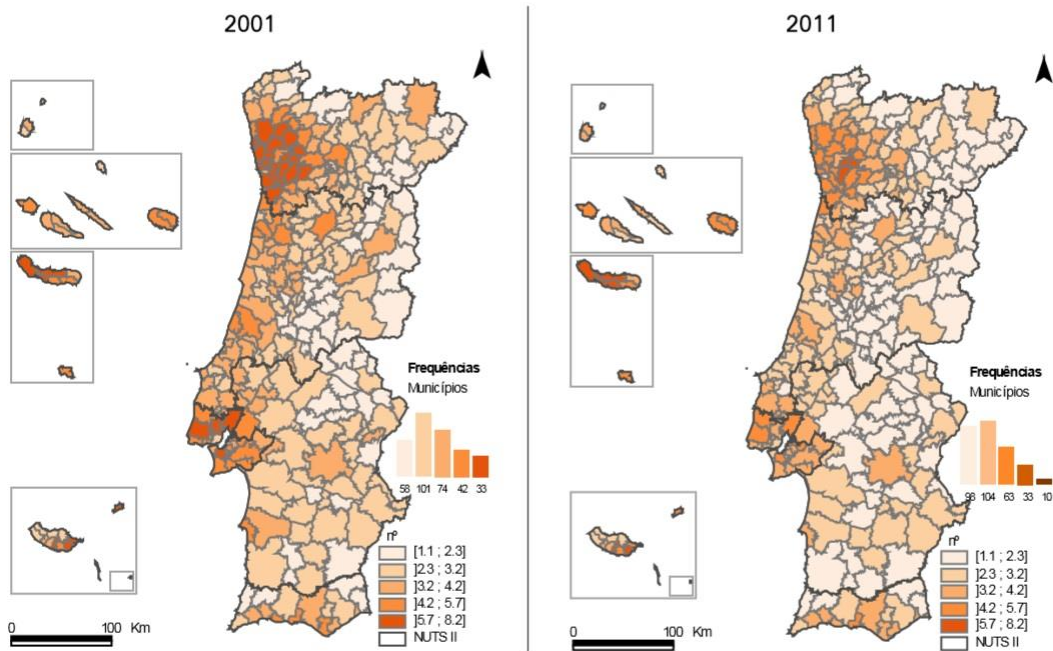 2001
Frequências
Municípios
58 101 74 42 33
nº
[1.1 ; 2.3]
]2.3 ; 3.2]
]3.2 ; 4.2]
]4.2 ; 5.7]
]5.7 ; 8.2]
NUTS II
0 100 Km
2011
Frequências
Municípios
98 104 63 33 10
nº
[1.1 ; 2.3]
]2.3 ; 3.2]
]3.2 ; 4.2]
]4.2 ; 5.7]
]5.7 ; 8.2]
NUTS II
0 100 Km